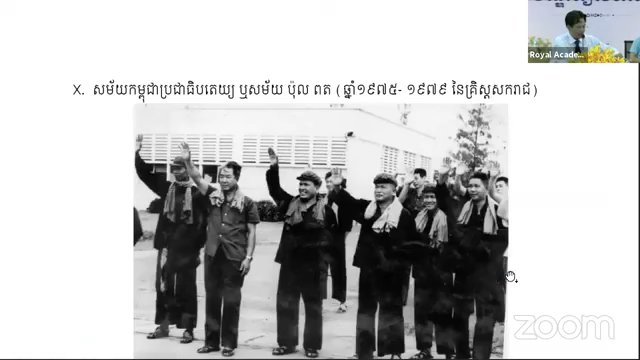 Royal Acade...
X. សម័យកម្ពុជាប្រជាធិបតេយ្យ ឬសម័យ ប៉ុល ពត (ឆ្នាំ១៩៧៥- ១៩៧៩ នៃគ្រិស្តសករាជ)
zoom